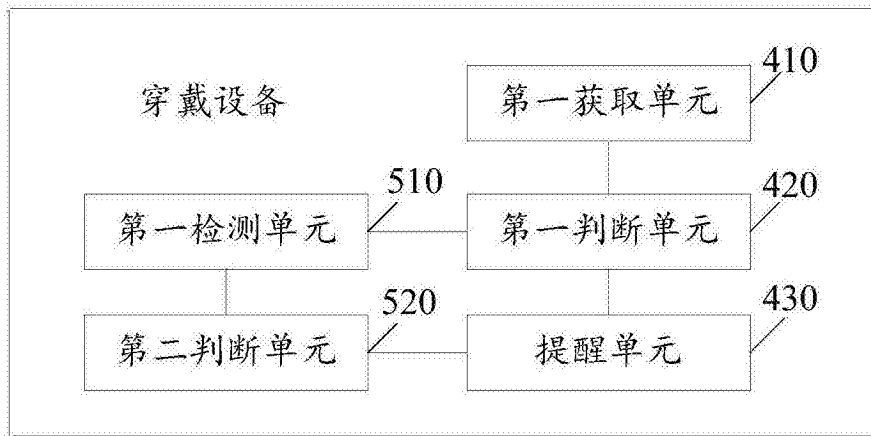 410
穿戴设备
第一获取单元
510
420
第一检测单元
第一判断单元
520
430
第二判断单元
提醒单元